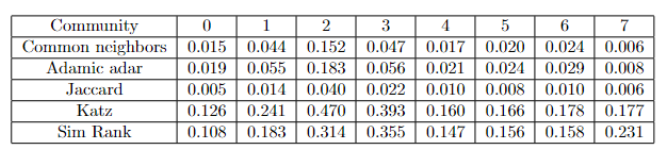 Community 0 1 2 3 4 5 6 7
Common neighbors 0.015 0.044 0.152 0.047 0.017 0.020 0.024 0.006
Adamic adar 0.019 0.055 0.183 0.056 0.021 0.024 0.029 0.008
Jaccard 0.005 0.014 0.040 0.022 0.010 0.008 0.010 0.006
Katz 0.126 0.241 0.470 0.393 0.160 0.166 0.178 0.177
Sim Rank 0.108 0.183 0.314 0.355 0.147 0.156 0.158 0.231